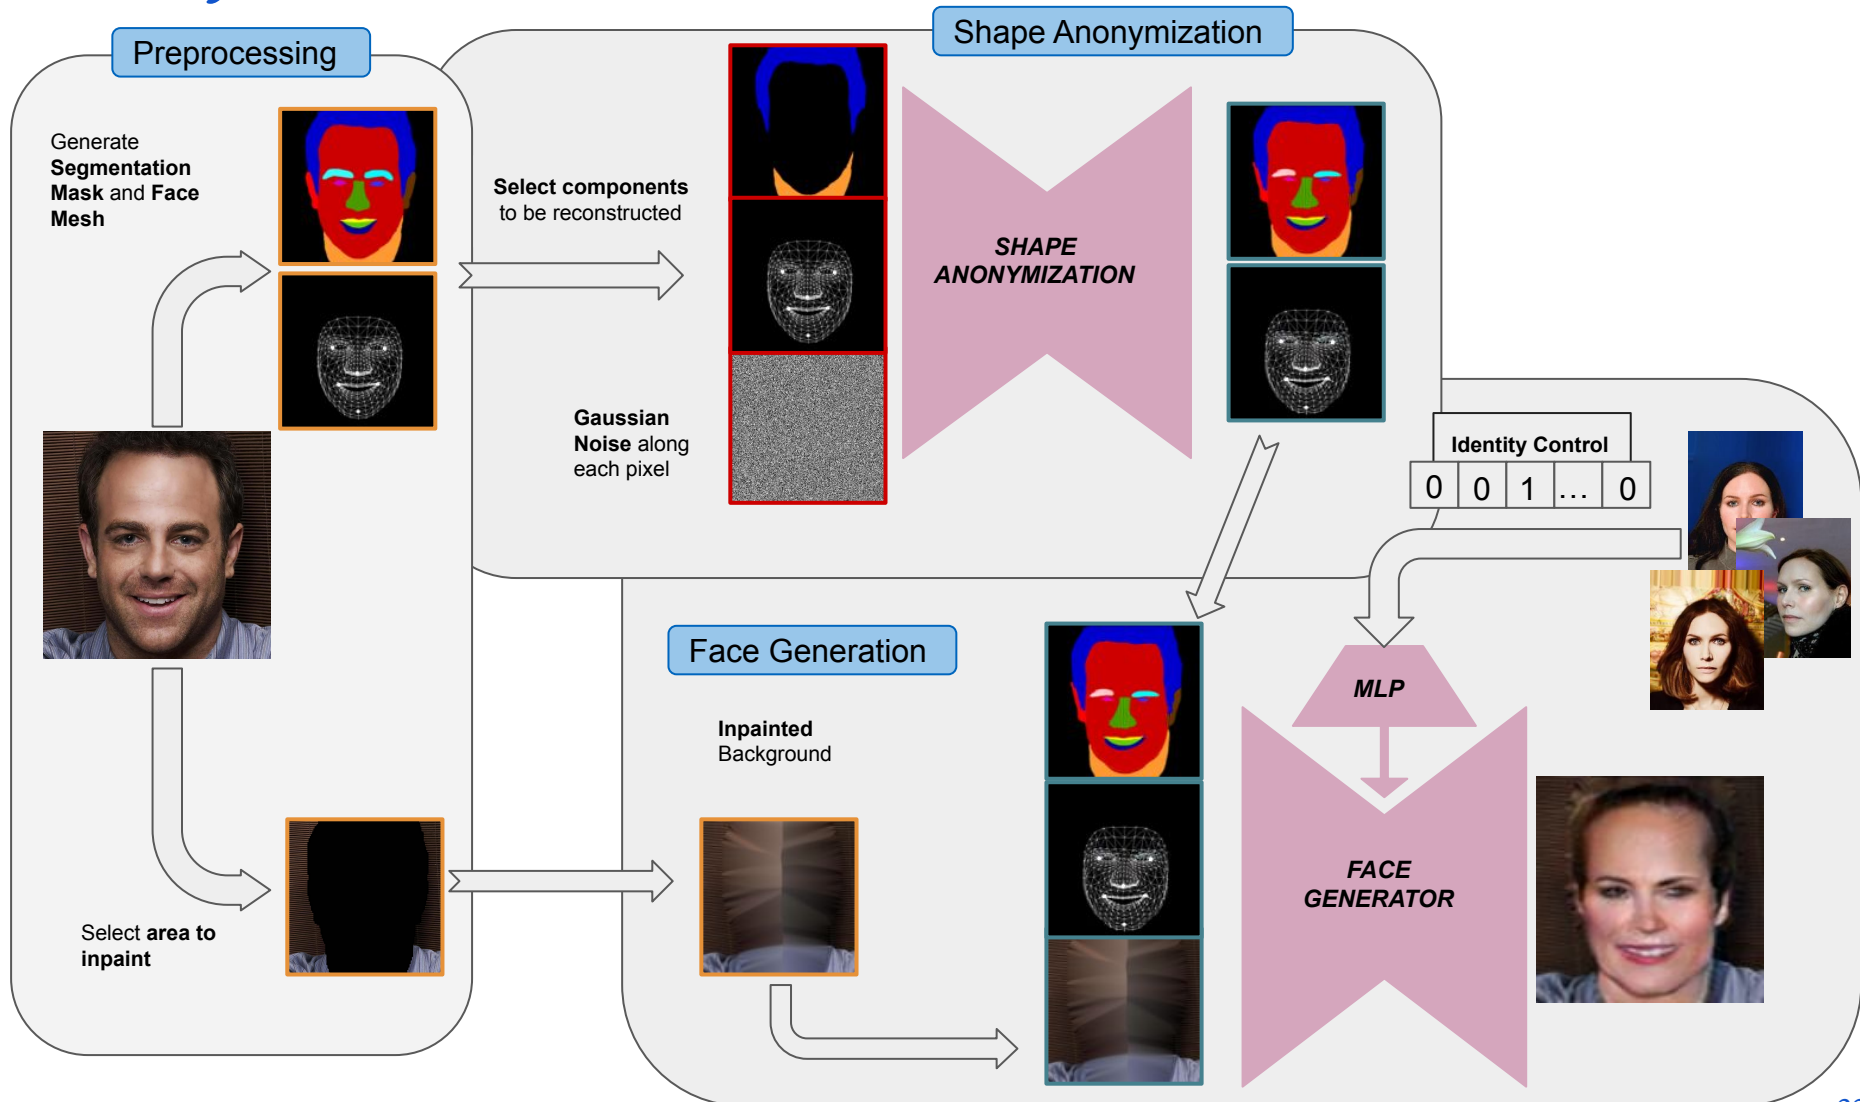 Preprocessing
Shape Anonymization
Generate
Segmentation
Mask and Face
Mesh
Select components
to be reconstructed
SHAPE
ANONYMIZATION
Gaussian
Noise along
each pixel
Identity Control
0 0 1 ... 0
Face Generation
MLP
Inpainted
Background
FACE
GENERATOR
Select area to
inpaint